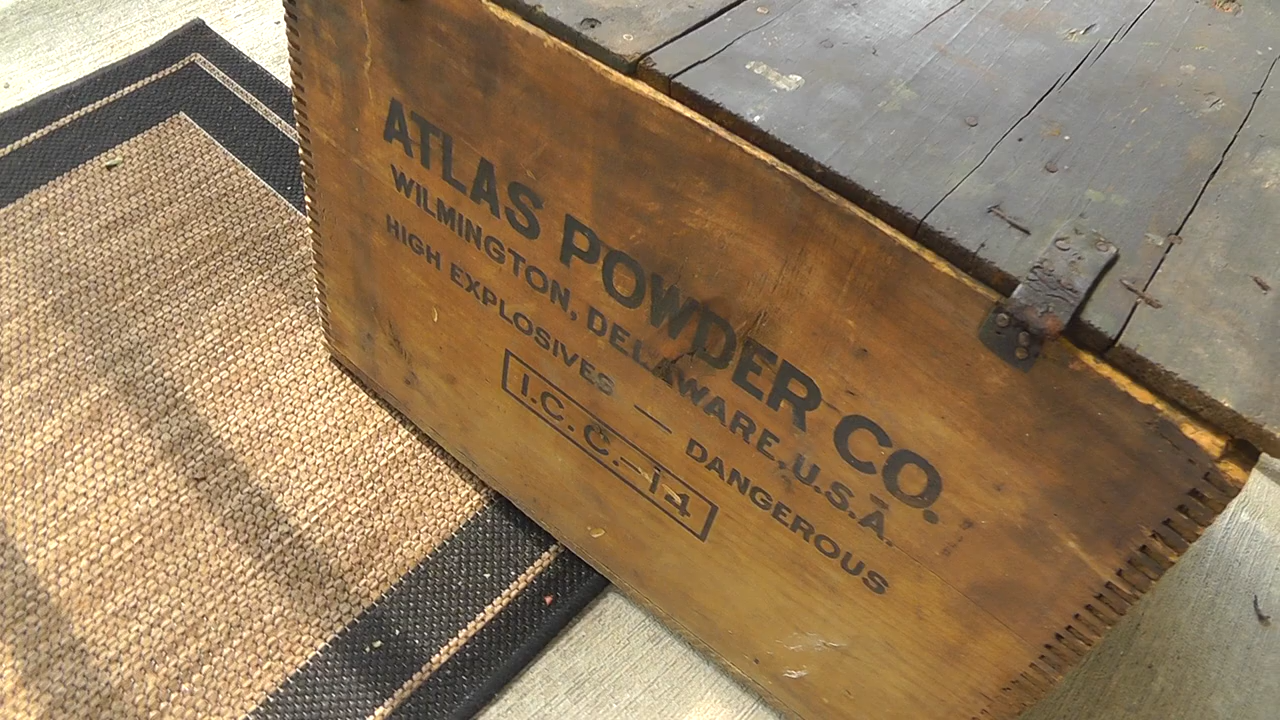 ATLAS POWDER CO.
WILMINGTON, DELAWARE, U.S.A.
HIGH EXPLOSIVES — DANGEROUS
I.C.C.-14